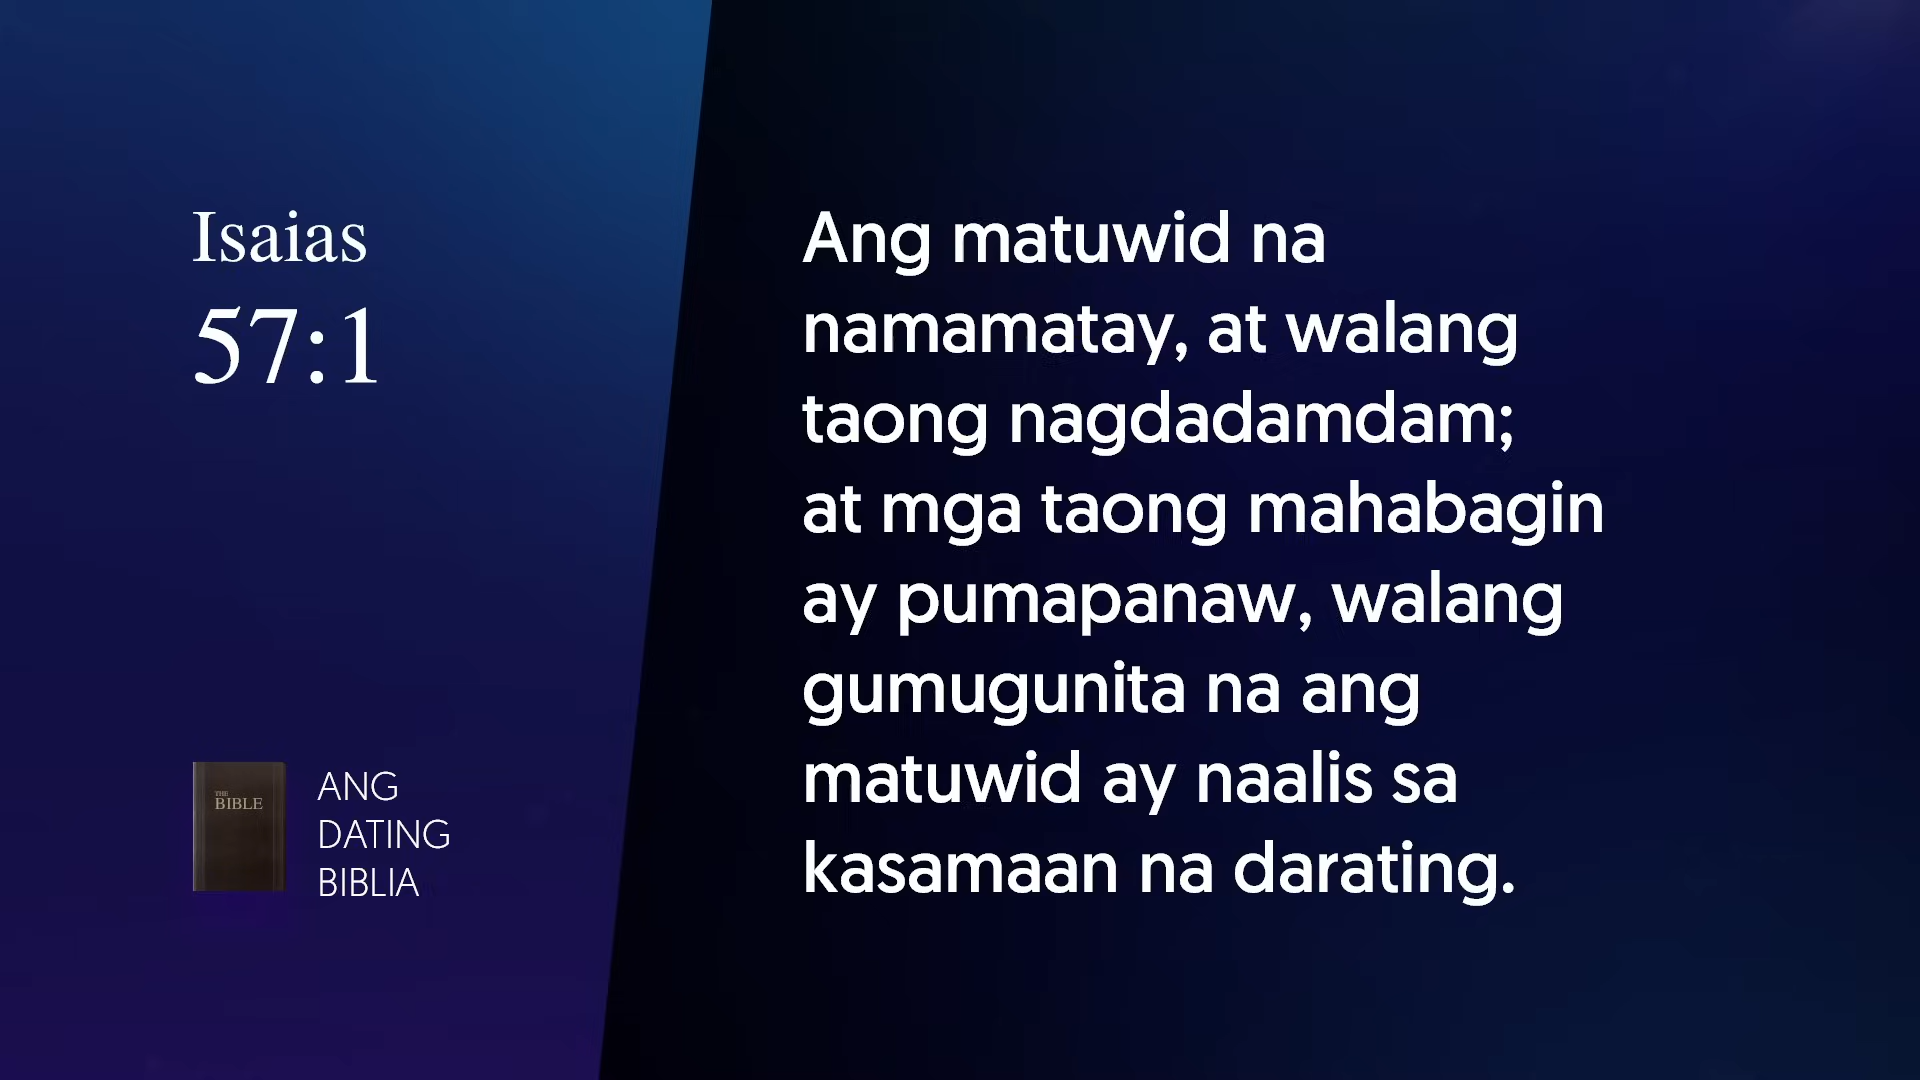 Isaias
57:1
Ang matuwid na
namamatay, at walang
taong nagdadamdam;
at mga taong mahabagin
ay pumapanaw, walang
gumugunita na ang
matuwid ay naalis sa
kasamaan na darating.
THE
BIBLE
ANG
DATING
BIBLIA